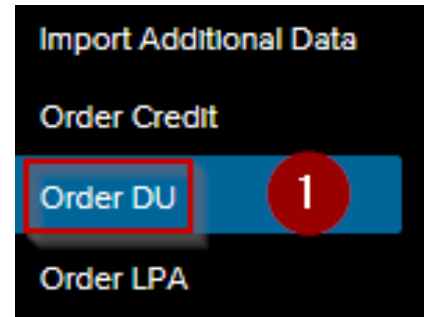 Import Additional Data
Order Credit
Order DU
1
Order LPA